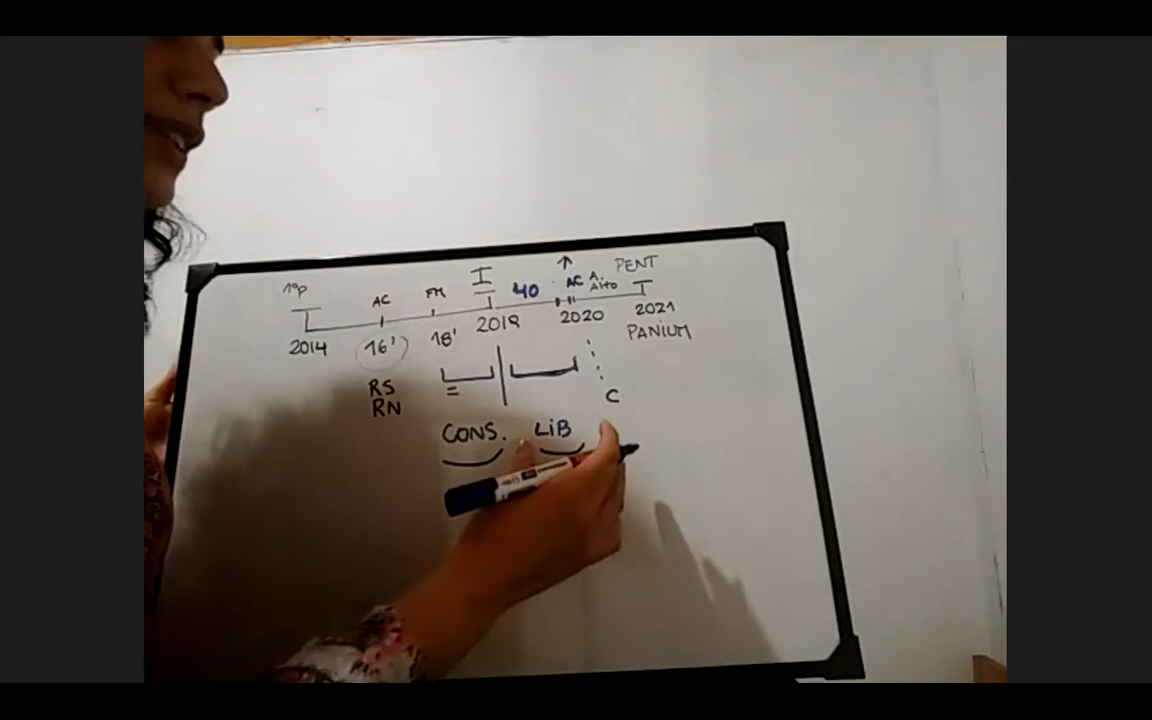 1ºP AC FM I 40 AC A. Alto PENT
2014 16' 18' 2019 2020 2021
PANIUM
RS
RN
=
C
CONS. LiB